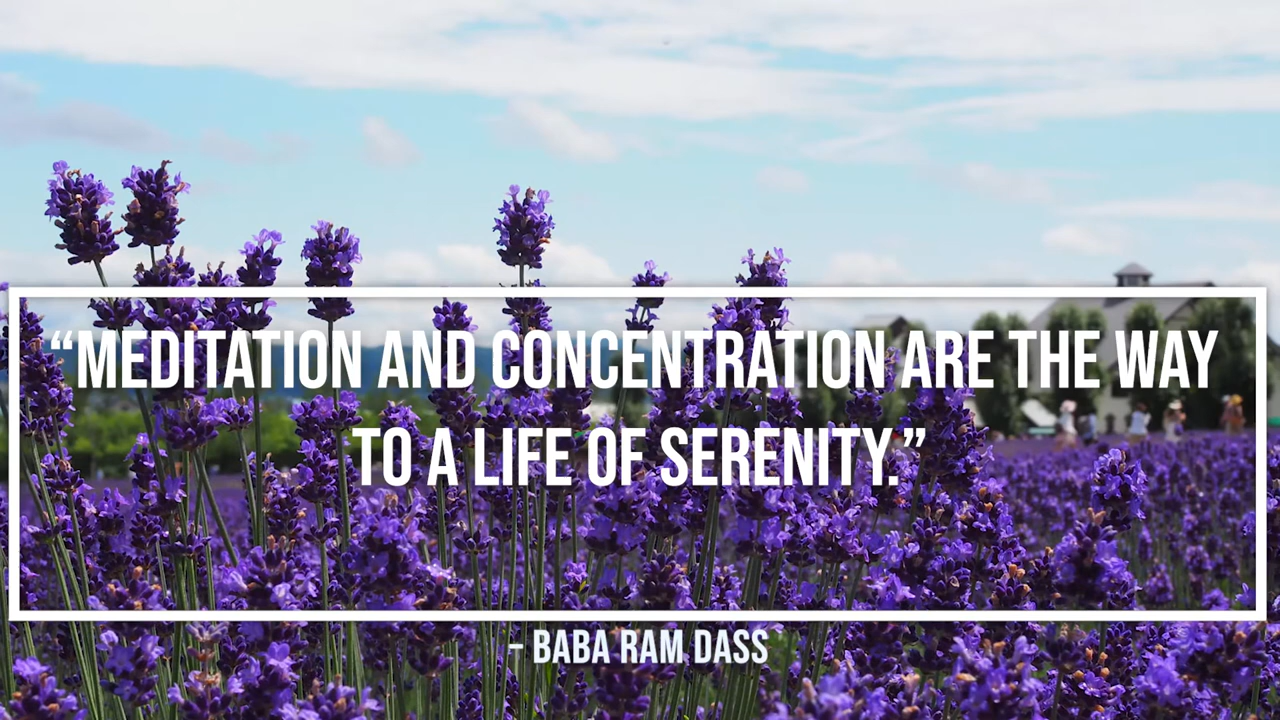 “MEDITATION AND CONCENTRATION ARE THE WAY
TO A LIFE OF SERENITY.”
– BABA RAM DASS